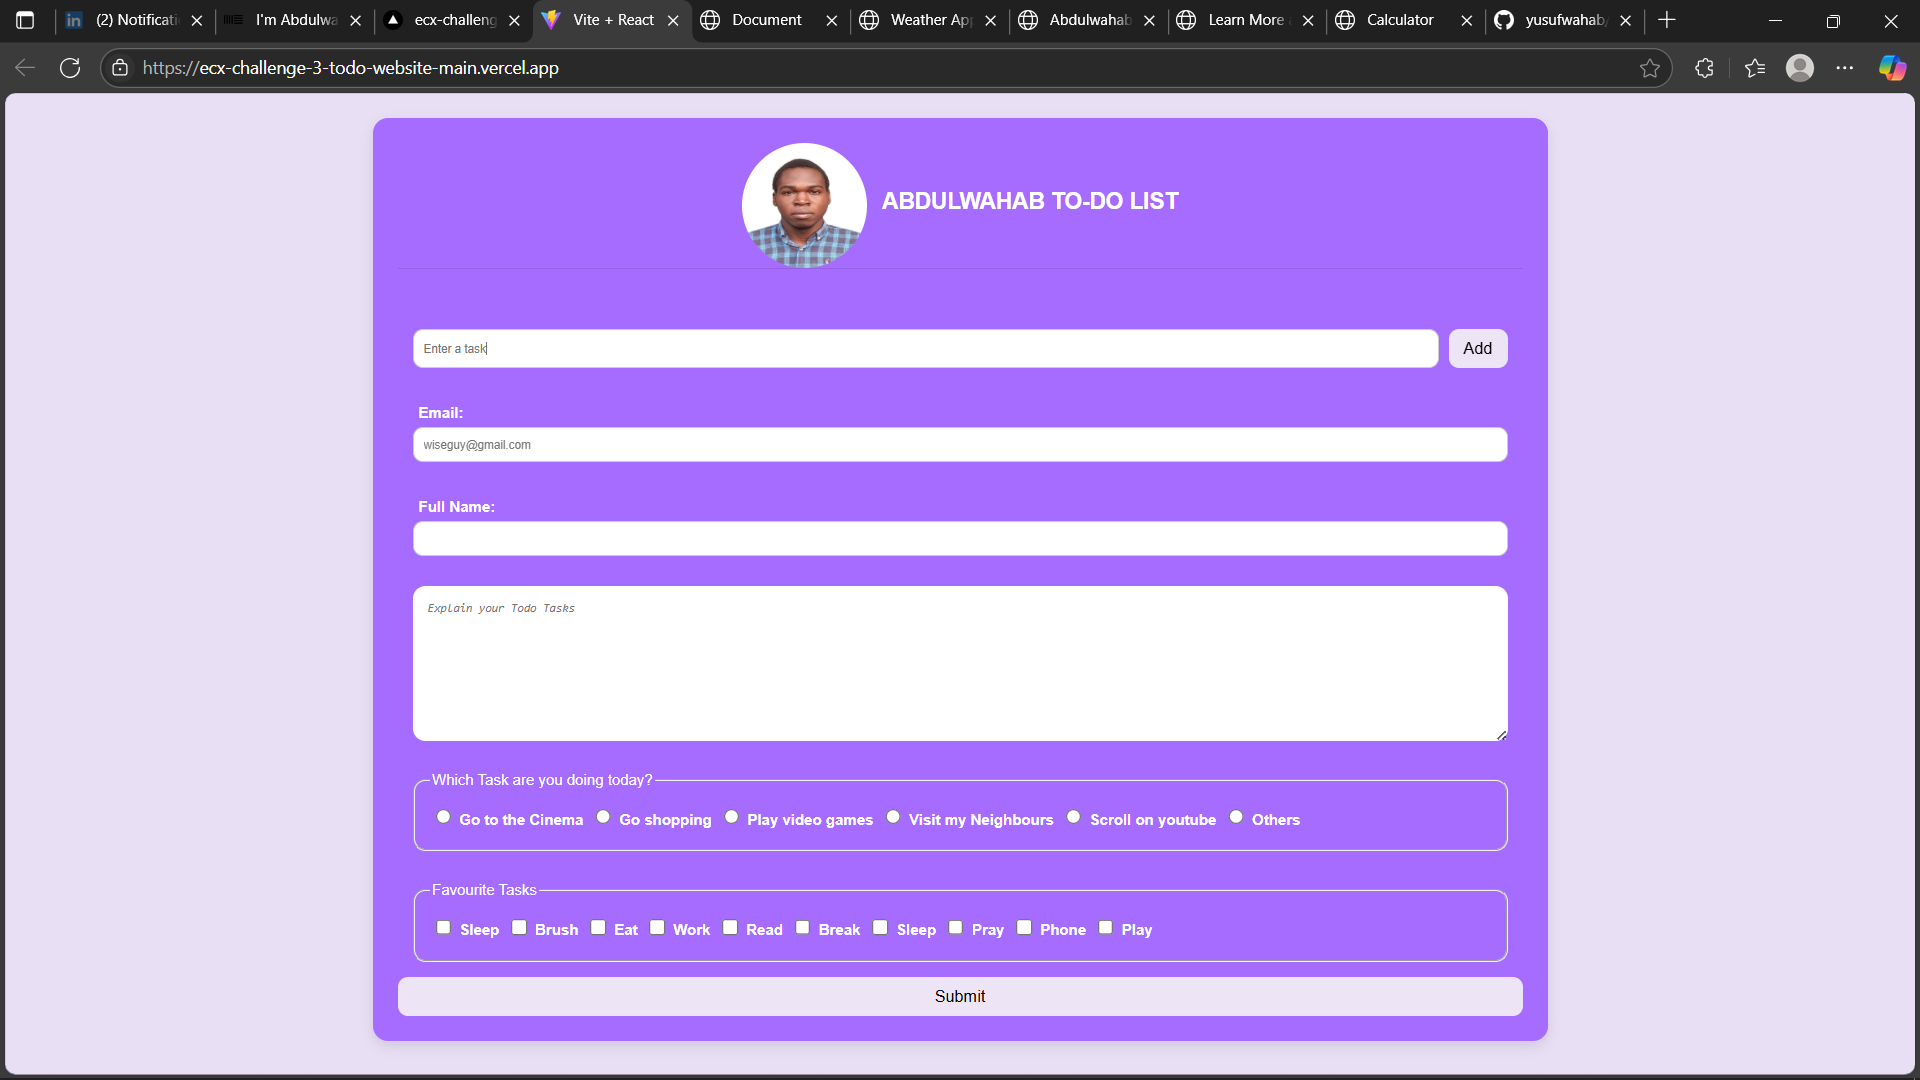 (2) Notificati
I'm Abdulwa
ecx-challeng
Vite + React
Document
Weather Ap
Abdulwahab
Learn More
Calculator
yusufwahab
https://ecx-challenge-3-todo-website-main.vercel.app
ABDULWAHAB TO-DO LIST
Enter a task
Add
Email:
wiseguy@gmail.com
Full Name:
Explain your Todo Tasks
Which Task are you doing today?
Go to the Cinema Go shopping Play video games Visit my Neighbours Scroll on youtube Others
Favourite Tasks
Sleep Brush Eat Work Read Break Sleep Pray Phone Play
Submit